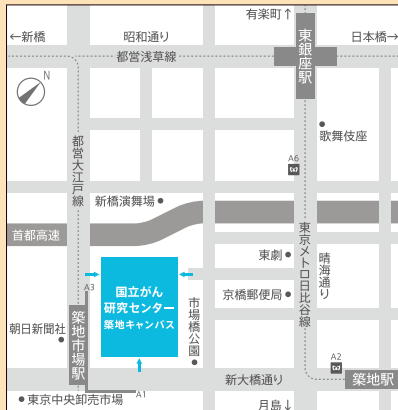 有楽町↑
←新橋
昭和通り
日本橋→
都営浅草線
東銀座駅
N
歌舞伎座
都営大江戸線
A6
新橋演舞場
首都高速
東京メトロ日比谷線
晴海通り
東劇
国立がん
研究センター
築地キャンパス
A3
京橋郵便局
市場橋公園
朝日新聞社
築地市場駅
A2
新大橋通り
築地駅
A1
東京中央卸売市場
月島↓